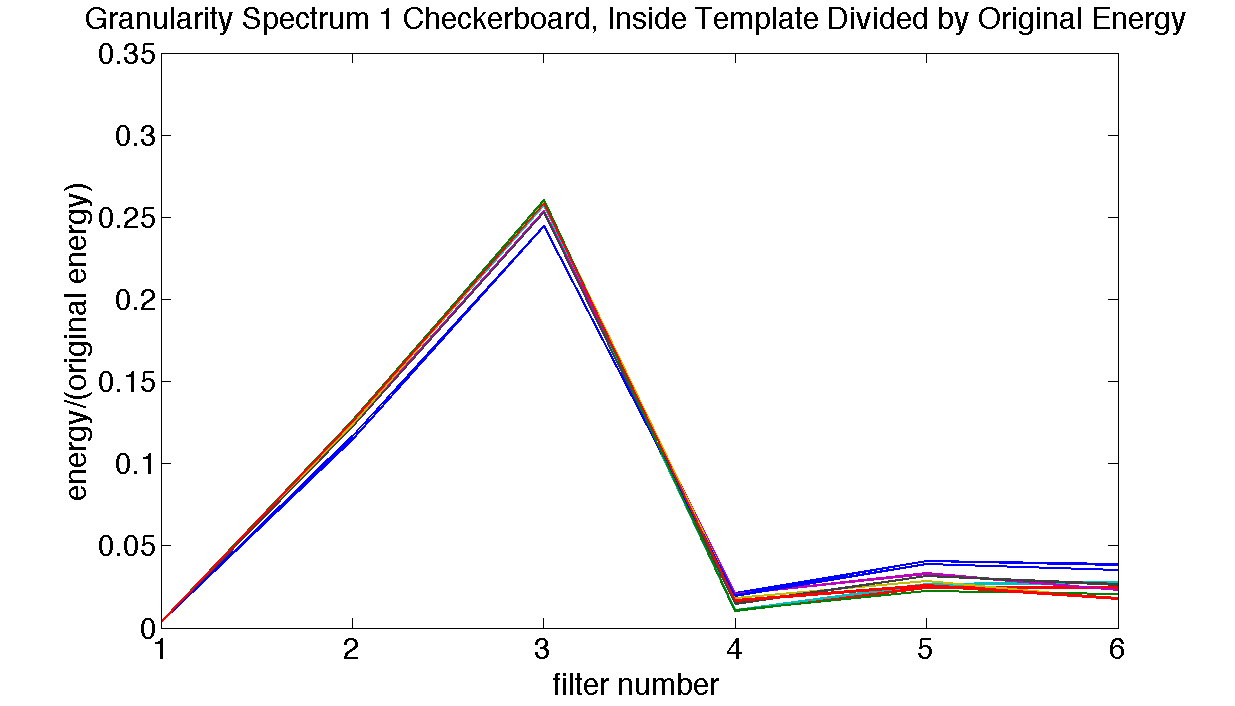 Granularity Spectrum 1 Checkerboard, Inside Template Divided by Original Energy
0.35
0.3
0.25
0.2
0.15
0.1
0.05
0
energy/(original energy)
1 2 3 4 5 6
filter number